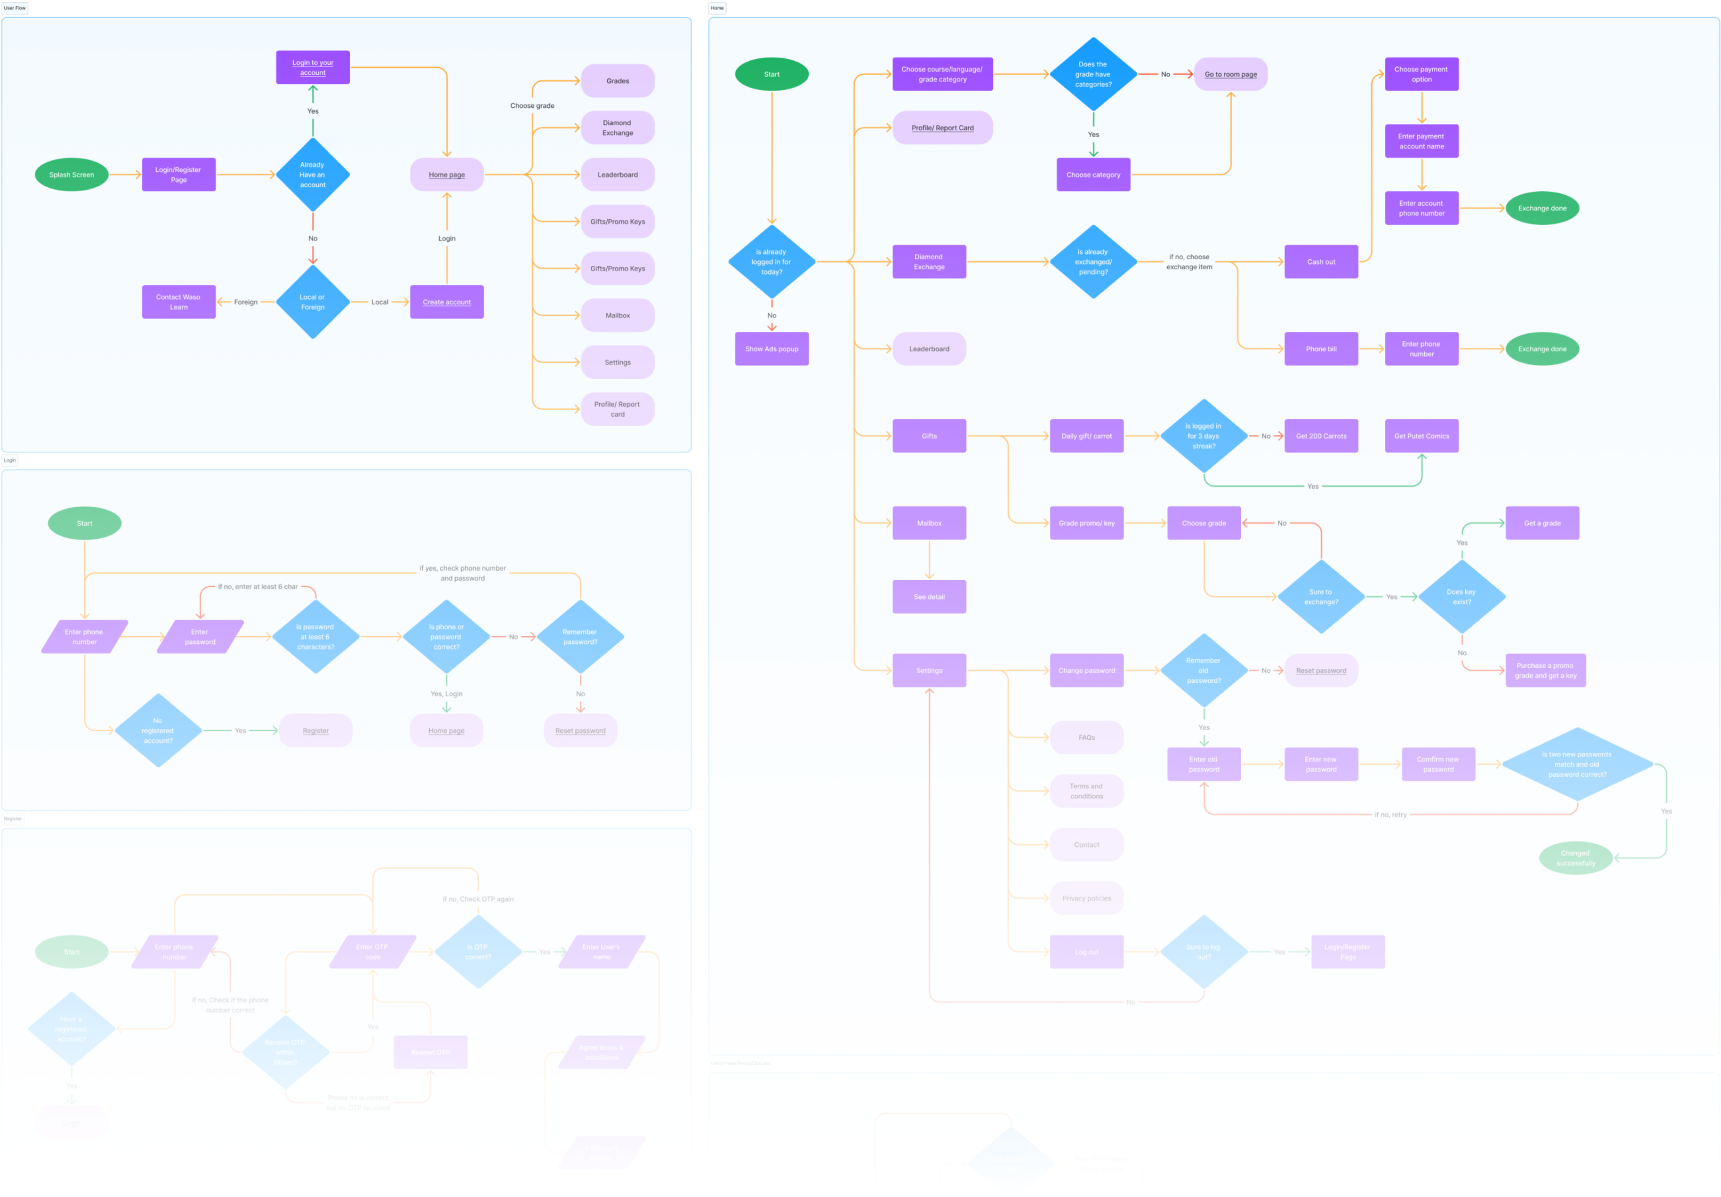 User Flow
Login to your
account
Yes
Already
Have an
account
Splash Screen
Login/Register
Page
No
Local or
Foreign
Foreign
Contact Waso
Learn
Local
Create account
Login
Home page
Choose grade
Grades
Diamond
Exchange
Leaderboard
Gifts/Promo Keys
Gifts/Promo Keys
Mailbox
Settings
Profile/ Report
card
Login
Start
if yes, check phone number
and password
If no, enter at least 6 char
Enter phone
number
Enter
password
Is password
at least 6
characters?
Is phone or
password
correct?
No
Remember
password?
Yes, Login
No
No
registered
account?
Yes
Register
Home page
Reset password
Register
If no, Check OTP again
Start
Enter phone
number
Enter OTP
code
Is OTP
correct?
Yes
Enter User's
name
If no, Check if the phone
number correct
Have a
registered
account?
Yes
Yes
Agree terms &
conditions
Home
Start
Choose course/language/
grade category
Does the
grade have
categories?
No
Go to room page
Yes
Choose category
Profile/ Report Card
Choose payment
option
Enter payment
account name
Enter account
phone number
Exchange done
is already
logged in for
today?
No
Show Ads popup
Diamond
Exchange
is already
exchanged/
pending?
if no, choose
exchange item
Cash out
Phone bill
Enter phone
number
Exchange done
Leaderboard
Gifts
Daily gift/ carrot
is logged in
for 3 days
streak?
No
Get 200 Carrots
Get Putet Comics
Yes
Mailbox
See detail
Grade promo/ key
Choose grade
No
Sure to
exchange?
Yes
Does key
exist?
Yes
Get a grade
No
Purchase a promo
grade and get a key
Settings
Change password
Remember
old
password?
No
Reset password
Yes
Enter old
password
Enter new
password
Comfirm new
password
is two new passwords
match and old
password correct?
if no, retry
Yes
Changed
successfully
FAQs
Terms and
conditions
Contact
Privacy policies
Log out
Sure to log
out?
Yes
Login/Register
Page
No